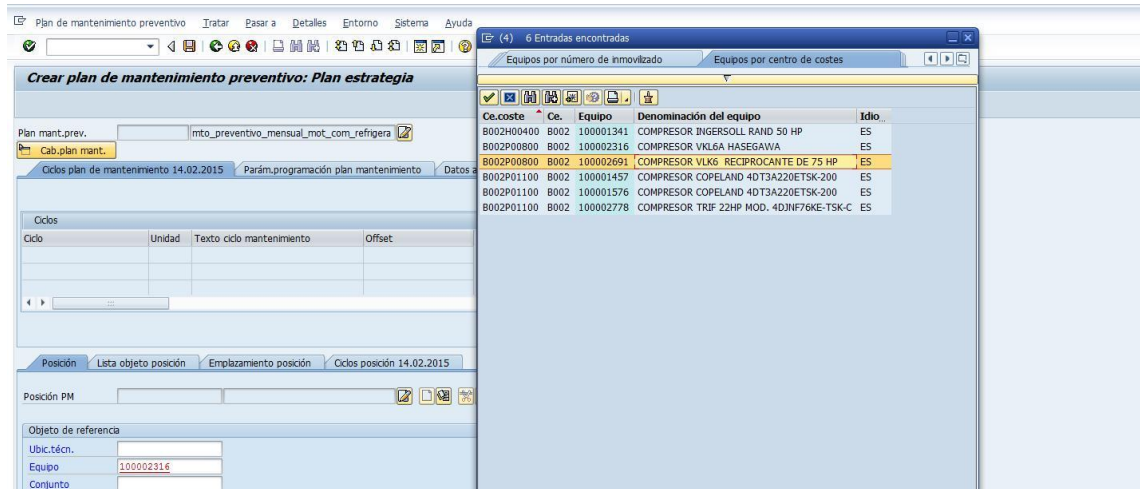 Plan de mantenimiento preventivo Tratar Pasar a Detalles Entorno Sistema Ayuda
Crear plan de mantenimiento preventivo: Plan estrategia
Plan mant.prev. mto_preventivo_mensual_mot_com_refrigera
Cab.plan mant.
Ciclos plan de mantenimiento 14.02.2015 Parám.programación plan mantenimiento Datos a
Ciclos
Ciclo Unidad Texto ciclo mantenimiento Offset
Posición Lista objeto posición Emplazamiento posición Ciclos posición 14.02.2015
Posición PM
Objeto de referencia
Ubic.técn.
Equipo 100002316
Conjunto
(4) 6 Entradas encontradas
Equipos por número de inmovilizado Equipos por centro de costes
Ce.coste Ce. Equipo Denominación del equipo Idio..
B002H00400 B002 100001341 COMPRESOR INGERSOLL RAND 50 HP ES
B002P00800 B002 100002316 COMPRESOR VKL6A HASEGAWA ES
B002P00800 B002 100002691 COMPRESOR VLK6 RECIPROCANTE DE 75 HP ES
B002P01100 B002 100001457 COMPRESOR COPELAND 4DT3A220ETSK-200 ES
B002P01100 B002 100001576 COMPRESOR COPELAND 4DT3A220ETSK-200 ES
B002P01100 B002 100002778 COMPRESOR TRIF 22HP MOD. 4DJNF76KE-TSK-C ES